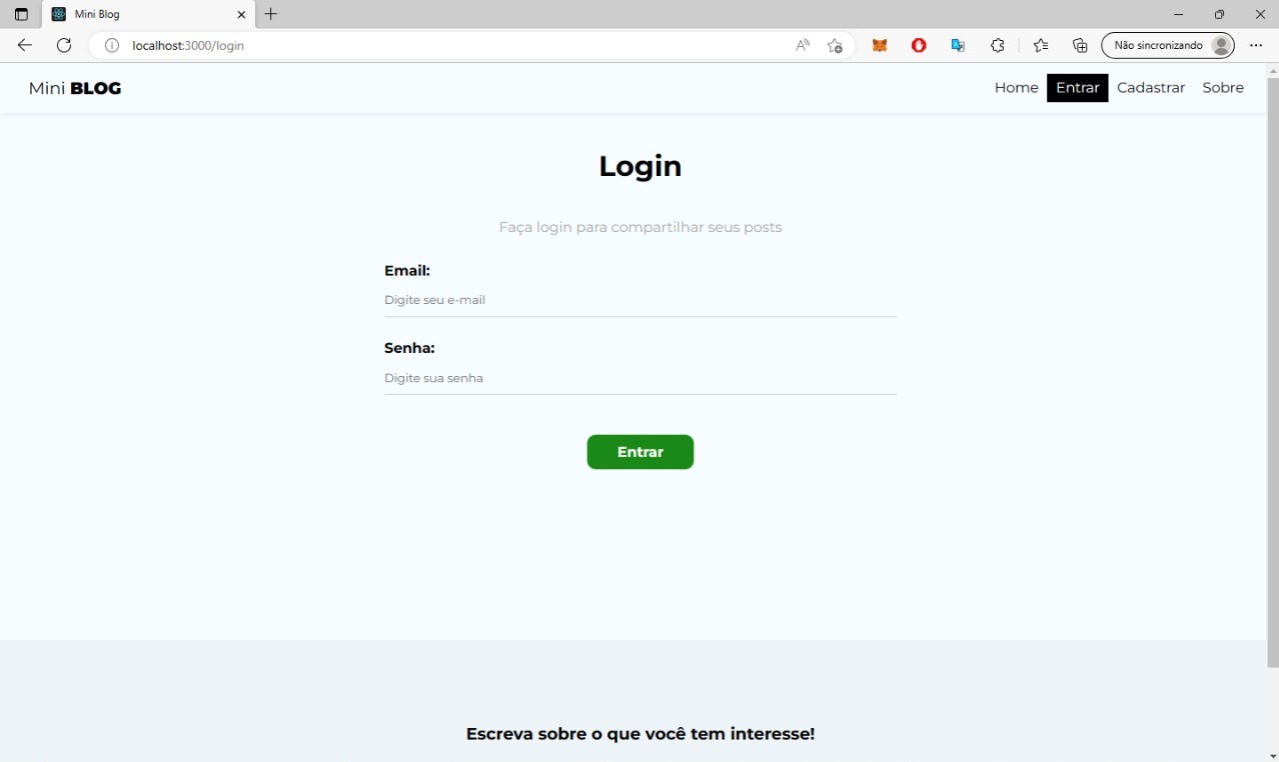 Mini Blog
localhost:3000/login
Não sincronizando
Mini BLOG
Home Entrar Cadastrar Sobre
Login
Faça login para compartilhar seus posts
Email:
Digite seu e-mail
Senha:
Digite sua senha
Entrar
Escreva sobre o que você tem interesse!